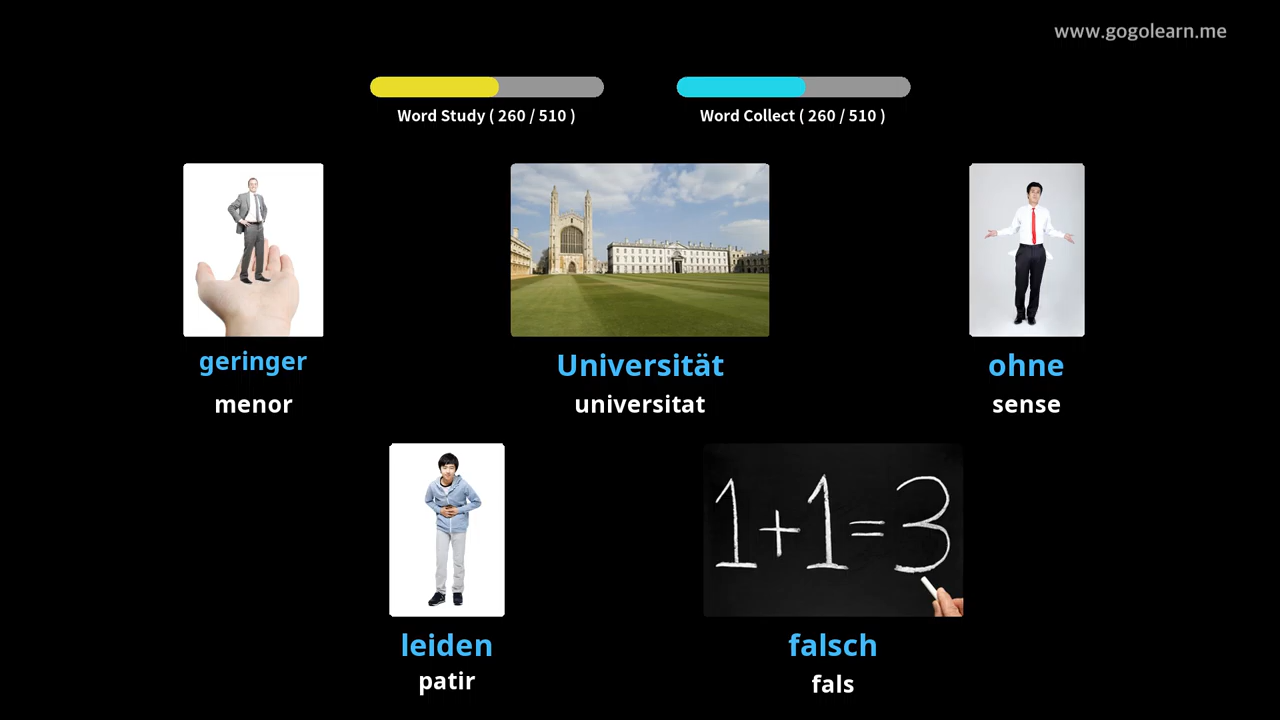 www.gogolearn.me
Word Study ( 260 / 510 )
Word Collect ( 260 / 510 )
geringer
menor
Universität
universitat
ohne
sense
1+1=3
leiden
patir
falsch
fals